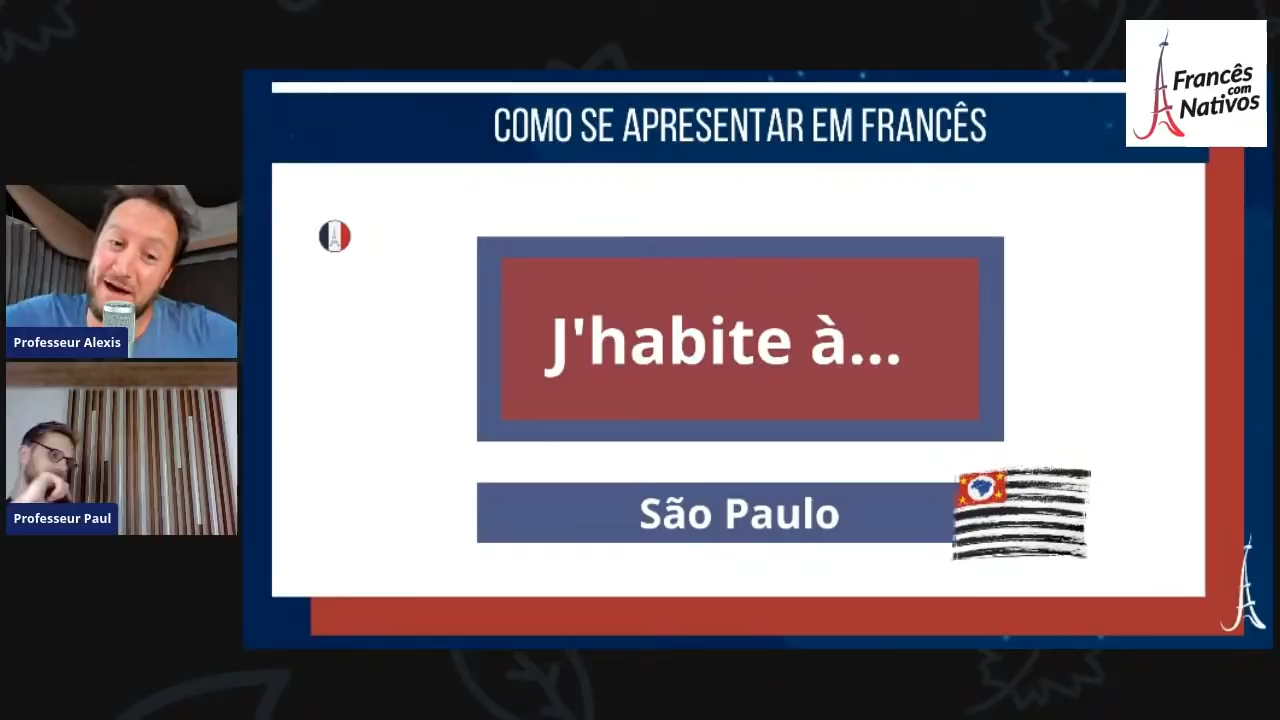 COMO SE APRESENTAR EM FRANCÊS
Francês
com
Nativos
J'habite à...
São Paulo
Professeur Alexis
Professeur Paul